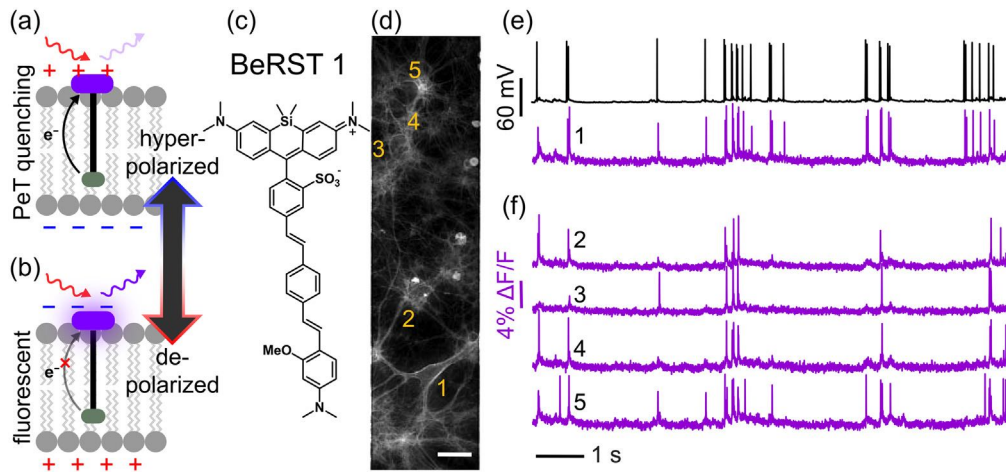 (a)
+ + + +
PeT quenching
e-
hyper-
polarized
− − − −
(b)
− − − −
fluorescent
e-
×
de-
polarized
+ + + +
(c)
BeRST 1
N
Si
N
+
SO3-
MeO
N
(d)
5
4
3
2
1
(e)
60 mV
1
(f)
4% ΔF/F
2
3
4
5
1 s